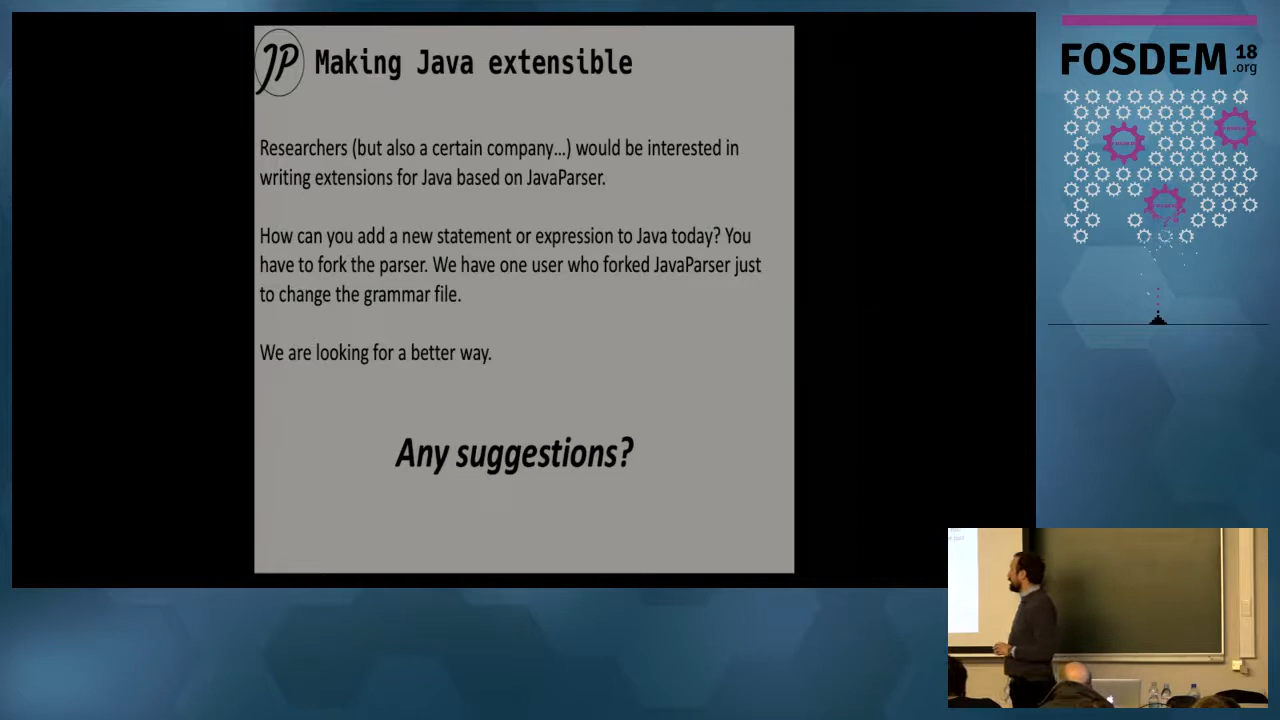 JP Making Java extensible
Researchers (but also a certain company...) would be interested in
writing extensions for Java based on JavaParser.
How can you add a new statement or expression to Java today? You
have to fork the parser. We have one user who forked JavaParser just
to change the grammar file.
We are looking for a better way.
Any suggestions?
FOSDEM 18
.org